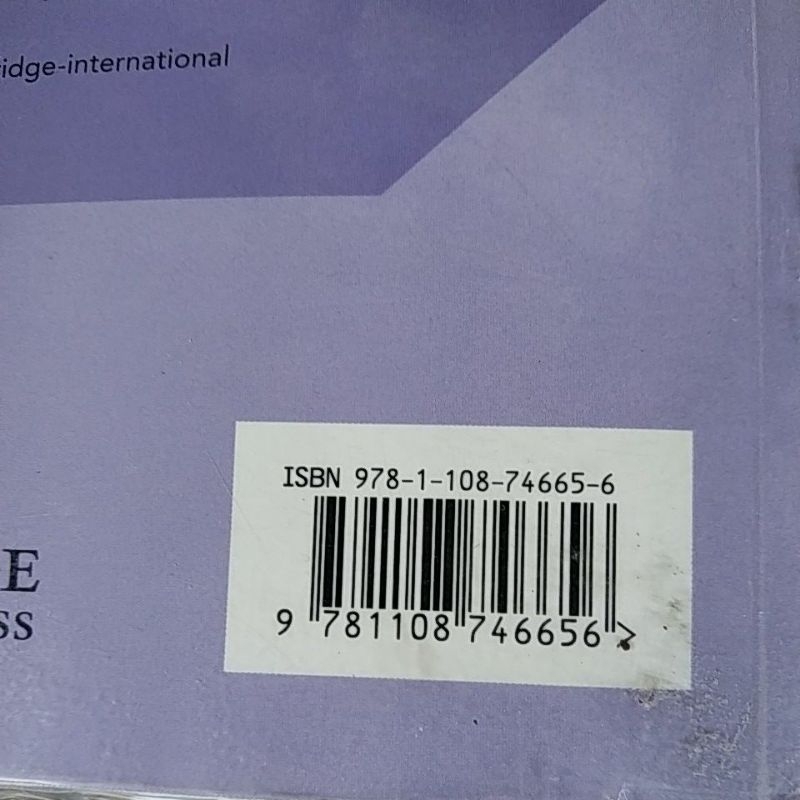 idge-international
ISBN 978-1-108-74665-6
E
SS
9 781108 746656 >